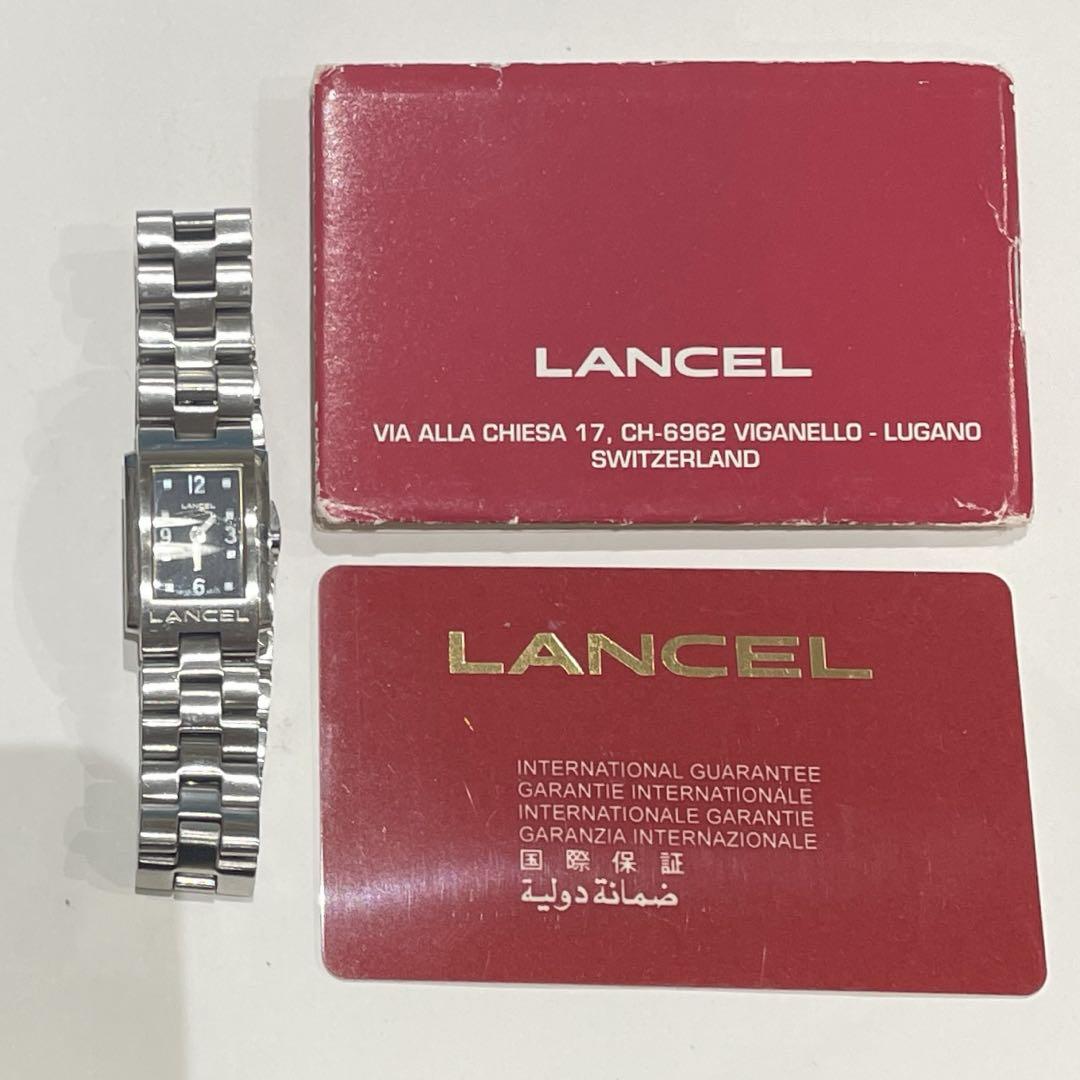 LANCEL
VIA ALLA CHIESA 17, CH-6962 VIGANELLO - LUGANO
SWITZERLAND
12
LANCEL
9
3
6
LANCEL
LANCEL
INTERNATIONAL GUARANTEE
GARANTIE INTERNATIONALE
INTERNATIONALE GARANTIE
GARANZIA INTERNAZIONALE
国際保証
ضمانة دولية